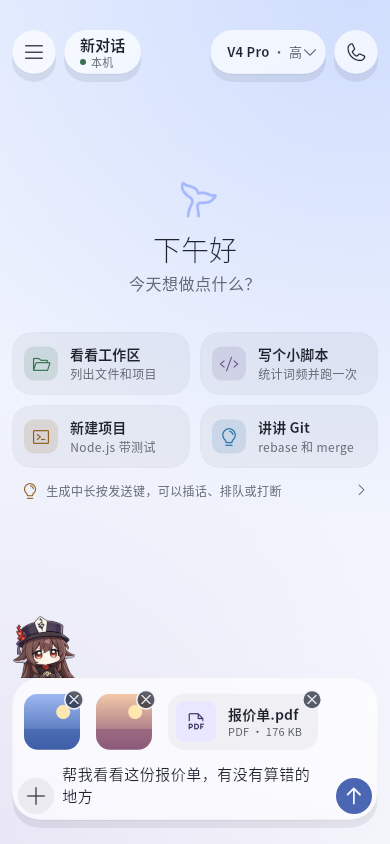 新对话
本机
V4 Pro · 高
下午好
今天想做点什么？
看看工作区
列出文件和项目
写个小脚本
统计词频并跑一次
新建项目
Node.js 带测试
讲讲 Git
rebase 和 merge
生成中长按发送键，可以插话、排队或打断
报价单.pdf
PDF
PDF · 176 KB
帮我看看这份报价单，有没有算错的
地方